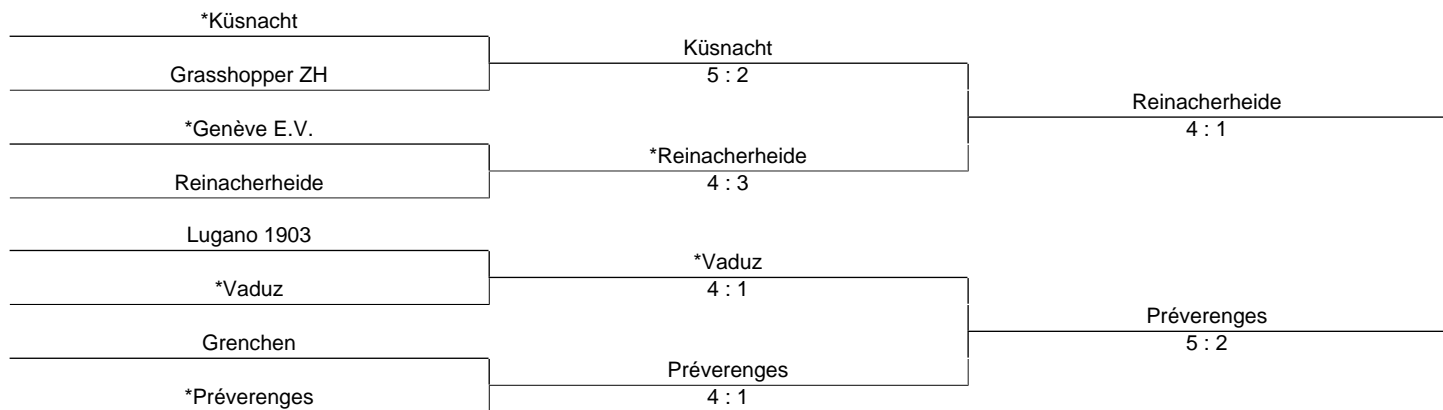 *Küsnacht
Grasshopper ZH
*Genève E.V.
Reinacherheide
Lugano 1903
*Vaduz
Grenchen
*Préverenges
Küsnacht
5 : 2
*Reinacherheide
4 : 3
*Vaduz
4 : 1
Préverenges
4 : 1
Reinacherheide
4 : 1
Préverenges
5 : 2